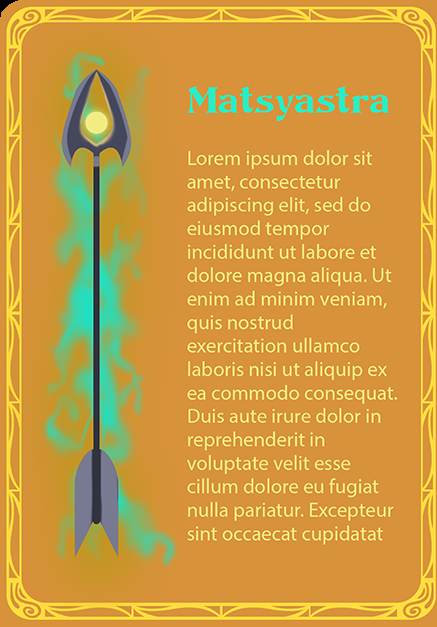 Matsyastra
Lorem ipsum dolor sit
amet, consectetur
adipiscing elit, sed do
eiusmod tempor
incididunt ut labore et
dolore magna aliqua. Ut
enim ad minim veniam,
quis nostrud
exercitation ullamco
laboris nisi ut aliquip ex
ea commodo consequat.
Duis aute irure dolor in
reprehenderit in
voluptate velit esse
cillum dolore eu fugiat
nulla pariatur. Excepteur
sint occaecat cupidatat